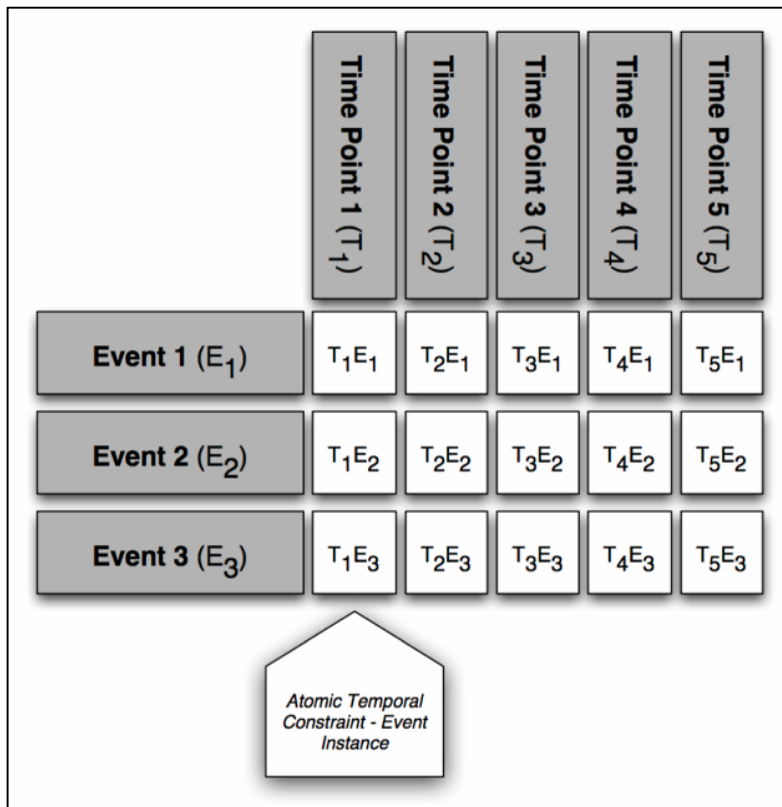 Time Point 1 (T₁)
Time Point 2 (T₂)
Time Point 3 (T₃)
Time Point 4 (T₄)
Time Point 5 (T₅)
Event 1 (E₁) T₁E₁ T₂E₁ T₃E₁ T₄E₁ T₅E₁
Event 2 (E₂) T₁E₂ T₂E₂ T₃E₂ T₄E₂ T₅E₂
Event 3 (E₃) T₁E₃ T₂E₃ T₃E₃ T₄E₃ T₅E₃
Atomic Temporal
Constraint - Event
Instance